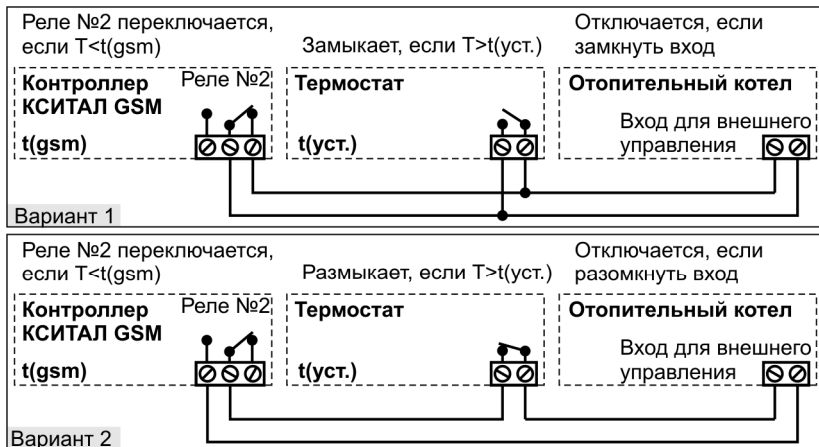 Реле №2 переключается,
если T<t(gsm)
Замыкает, если T>t(уст.)
Отключается, если
замкнуть вход
Контроллер
КСИТАЛ GSM
Реле №2
t(gsm)
Термостат
t(уст.)
Отопительный котел
Вход для внешнего
управления
Вариант 1
Реле №2 переключается,
если T<t(gsm)
Размыкает, если T>t(уст.)
Отключается, если
разомкнуть вход
Контроллер
КСИТАЛ GSM
Реле №2
t(gsm)
Термостат
t(уст.)
Отопительный котел
Вход для внешнего
управления
Вариант 2